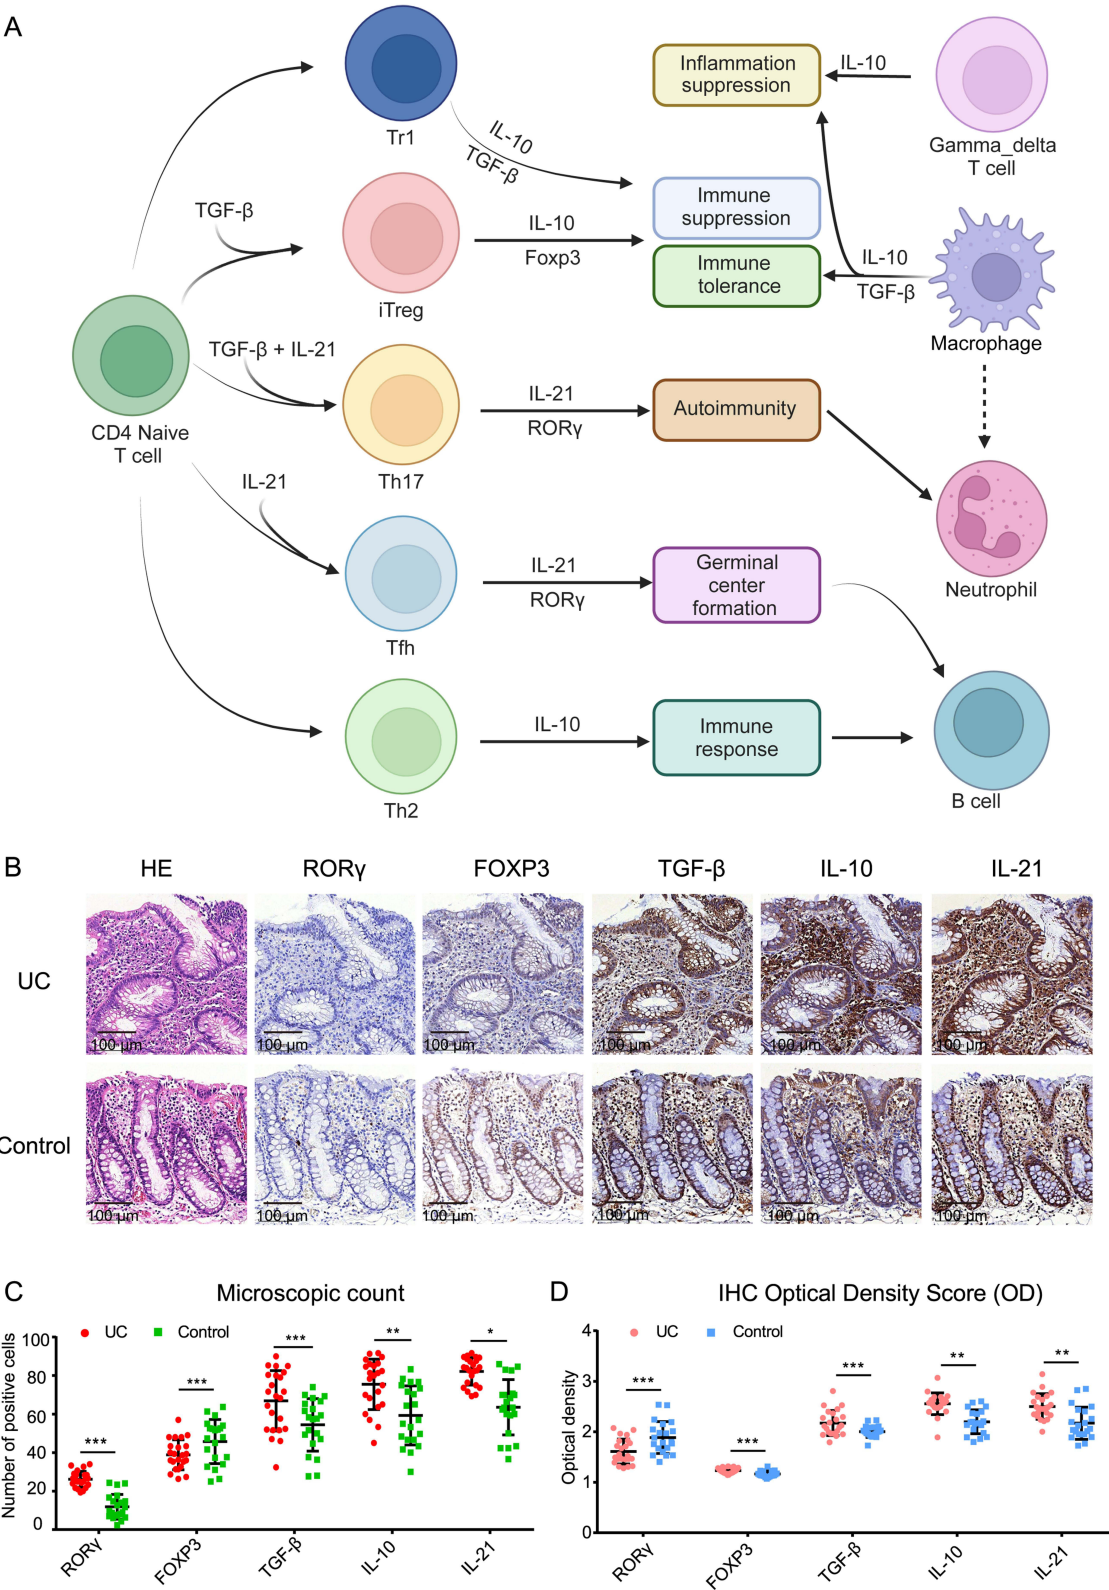 A
Tr1
IL-10
TGF-β
Inflammation
suppression
IL-10
Gamma_delta
T cell
TGF-β
iTreg
IL-10
Foxp3
Immune
suppression
Immune
tolerance
IL-10
TGF-β
Macrophage
CD4 Naive
T cell
TGF-β + IL-21
Th17
IL-21
RORγ
Autoimmunity
Neutrophil
IL-21
Tfh
IL-21
RORγ
Germinal
center
formation
Th2
IL-10
Immune
response
B cell
B
HE
RORγ
FOXP3
TGF-β
IL-10
IL-21
UC
100 μm
100 μm
100 μm
100 μm
100 μm
100 μm
Control
100 μm
100 μm
100 μm
100 μm
100 μm
100 μm
C
Microscopic count
UC
Control
Number of positive cells
100
80
60
40
20
0
***
***
***
**
*
RORγ
FOXP3
TGF-β
IL-10
IL-21
D
IHC Optical Density Score (OD)
UC
Control
Optical density
4
3
2
1
0
***
***
***
**
**
RORγ
FOXP3
TGF-β
IL-10
IL-21